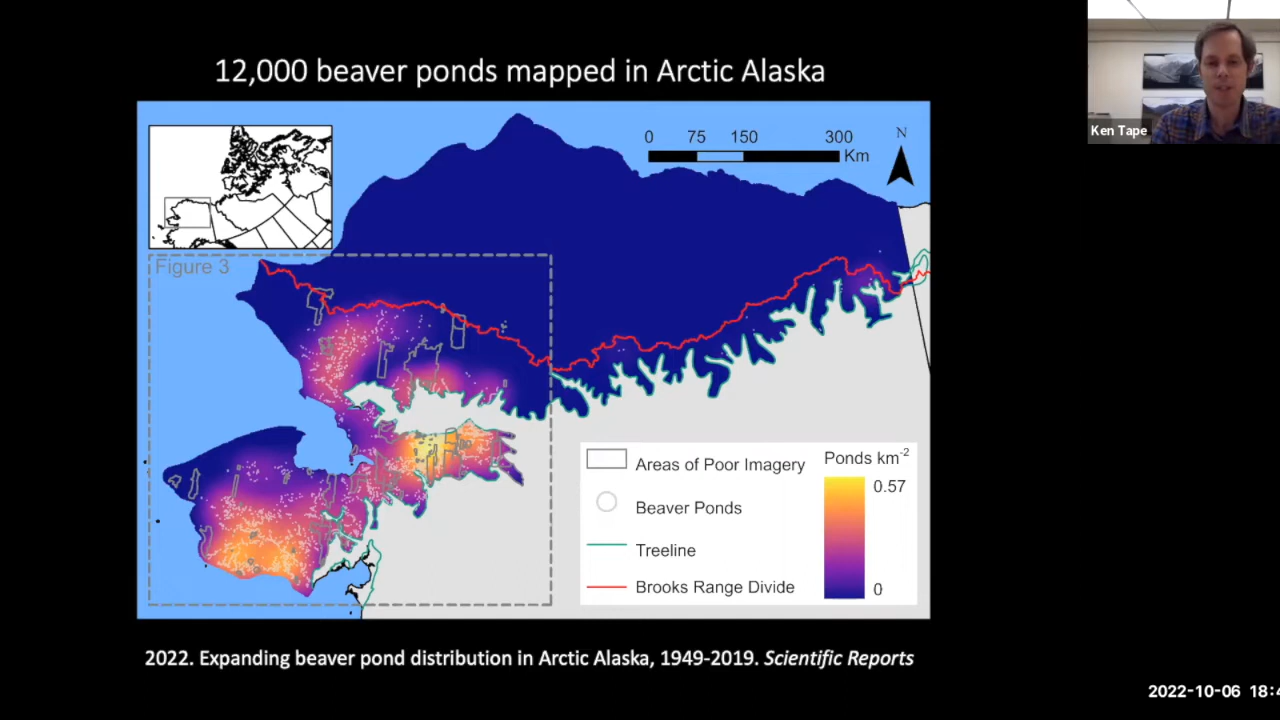 12,000 beaver ponds mapped in Arctic Alaska
Ken Tape
0 75 150 300
Km
N
Figure 3
Areas of Poor Imagery
Beaver Ponds
Treeline
Brooks Range Divide
Ponds km-2
0.57
0
2022. Expanding beaver pond distribution in Arctic Alaska, 1949-2019. Scientific Reports
2022-10-06 18:4